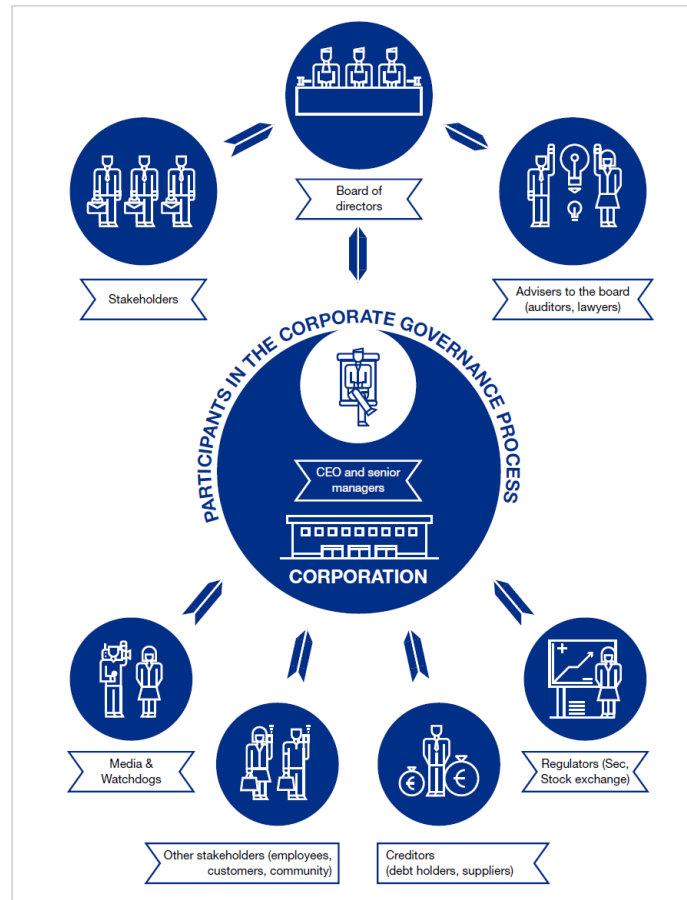 Board of
directors
Stakeholders
Advisers to the board
(auditors, lawyers)
PARTICIPANTS IN THE CORPORATE GOVERNANCE PROCESS
CEO and senior
managers
CORPORATION
Media &
Watchdogs
Regulators (Sec,
Stock exchange)
€
€
Other stakeholders (employees,
customers, community)
Creditors
(debt holders, suppliers)